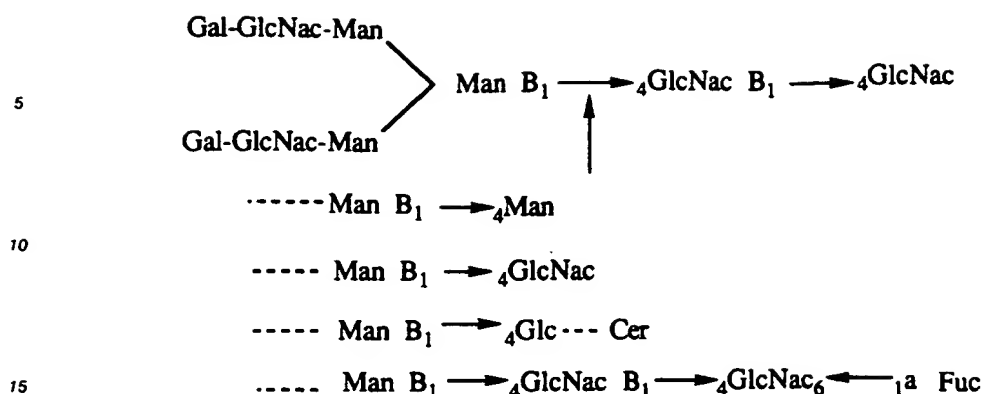 Gal-GlcNac-Man
Man B₁ ⟶ ₄GlcNac B₁ ⟶ ₄GlcNac
5
Gal-GlcNac-Man
-----Man B₁ ⟶ ₄Man
10
----- Man B₁ ⟶ ₄GlcNac
----- Man B₁ ⟶ ₄Glc --- Cer
15 ----- Man B₁ ⟶ ₄GlcNac B₁ ⟶ ₄GlcNac₆ ⟵ ₁a Fuc